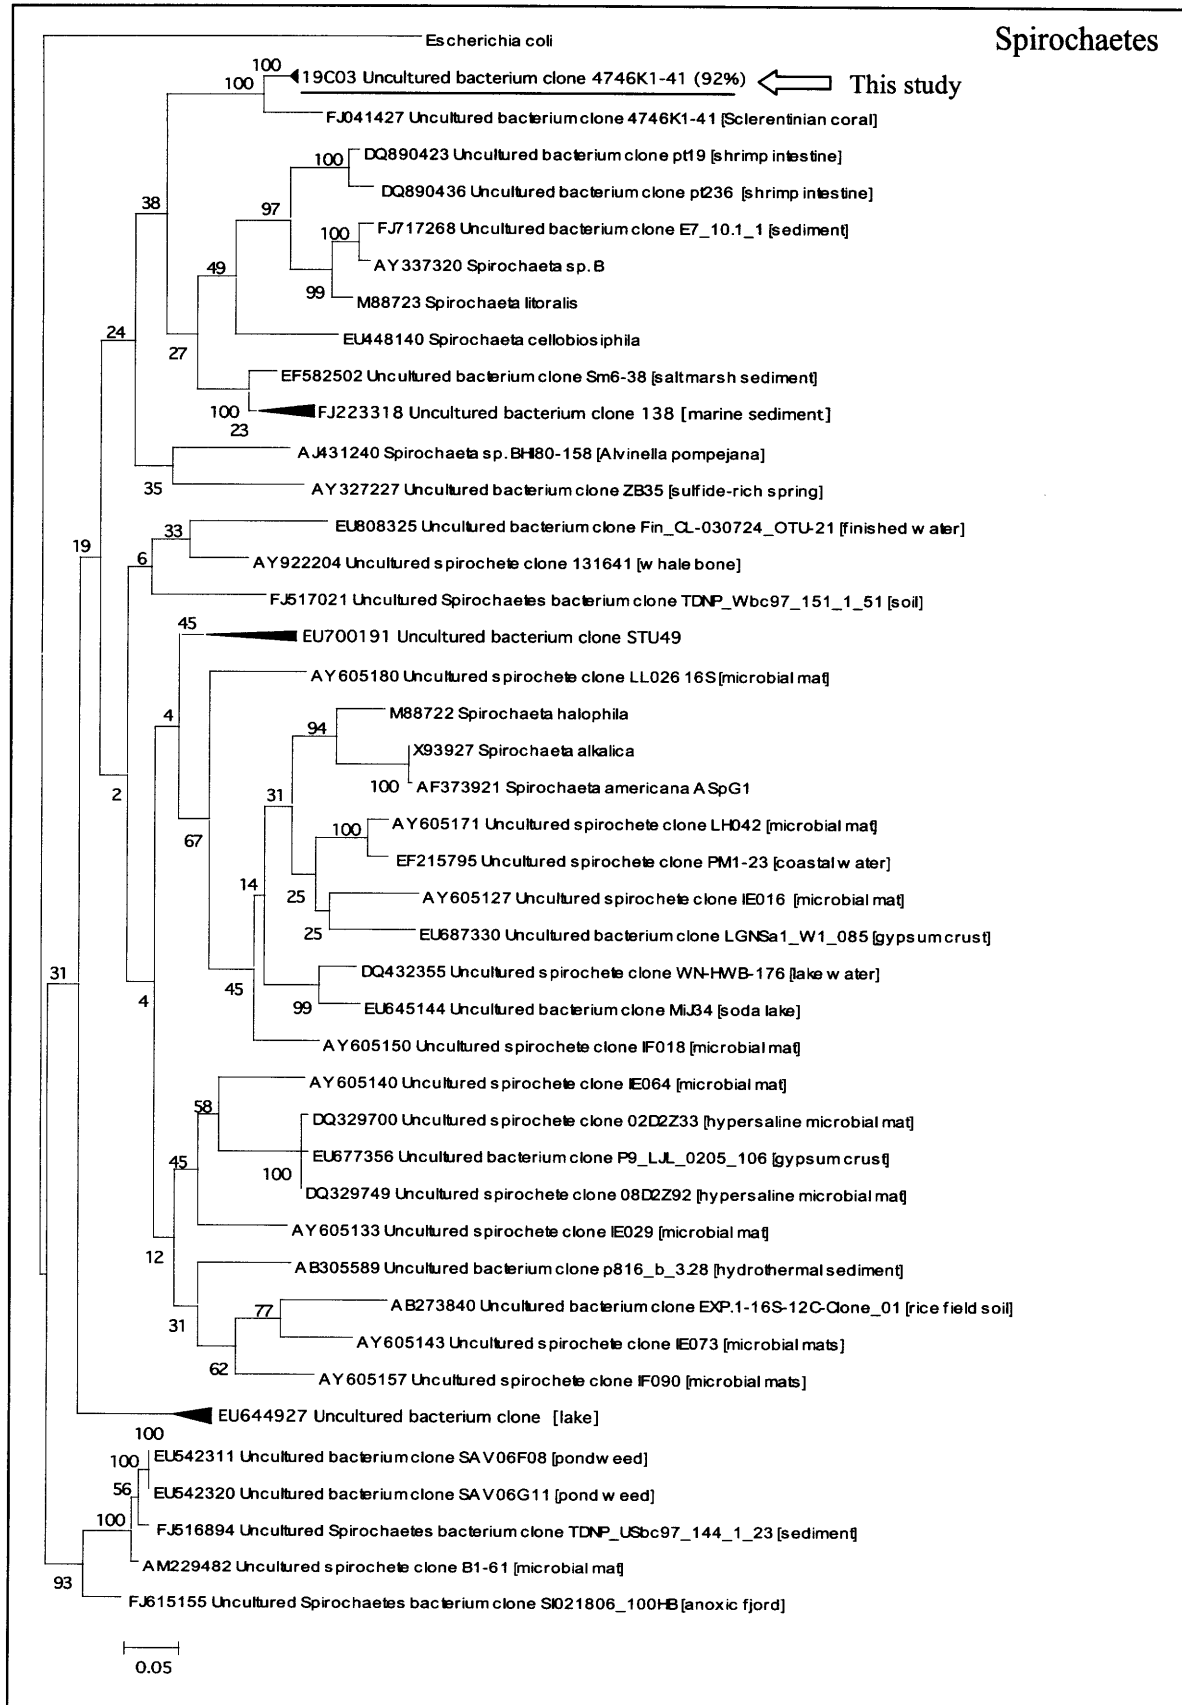 Spirochaetes
Escherichia coli
100
100
19C03 Uncultured bacterium clone 4746K1-41 (92%)
This study
FJ041427 Uncultured bacterium clone 4746K1-41 [Sclerentinian coral]
DQ890423 Uncultured bacterium clone pt19 [shrimp intestine]
100
DQ890436 Uncultured bacterium clone pt236 [shrimp intestine]
38
97
FJ717268 Uncultured bacterium clone E7_10.1_1 [sediment]
100
AY337320 Spirochaeta sp. B
49
99
M88723 Spirochaeta litoralis
24
EU448140 Spirochaeta cellobiosiphila
27
EF582502 Uncultured bacterium clone Sm6-38 [saltmarsh sediment]
100
FJ223318 Uncultured bacterium clone 138 [marine sediment]
23
AJ431240 Spirochaeta sp. BHI80-158 [Alvinella pompejana]
35
AY327227 Uncultured bacterium clone ZB35 [sulfide-rich spring]
EU808325 Uncultured bacterium clone Fin_CL-030724_OTU-21 [finished water]
33
19
6
AY922204 Uncultured spirochete clone 131641 [whale bone]
FJ517021 Uncultured Spirochaetes bacterium clone TDNP_Wbc97_151_1_51 [soil]
45
EU700191 Uncultured bacterium clone STU49
AY605180 Uncultured spirochete clone LL026 16S [microbial mat]
4
M88722 Spirochaeta halophila
94
X93927 Spirochaeta alkalica
100
AF373921 Spirochaeta americana ASpG1
2
31
AY605171 Uncultured spirochete clone LH042 [microbial mat]
100
67
EF215795 Uncultured spirochete clone PM1-23 [coastal water]
14
25
AY605127 Uncultured spirochete clone IE016 [microbial mat]
25
EU687330 Uncultured bacterium clone LGNSa1_W1_085 [gypsum crust]
31
DQ432355 Uncultured spirochete clone WN-HWB-176 [lake water]
45
4
99
EU645144 Uncultured bacterium clone MiJ34 [soda lake]
AY605150 Uncultured spirochete clone IF018 [microbial mat]
AY605140 Uncultured spirochete clone IE064 [microbial mat]
58
DQ329700 Uncultured spirochete clone 02D2Z33 [hypersaline microbial mat]
45
EU677356 Uncultured bacterium clone P9_LJL_0205_106 [gypsum crust]
100
DQ329749 Uncultured spirochete clone 08D2Z92 [hypersaline microbial mat]
AY605133 Uncultured spirochete clone IE029 [microbial mat]
12
AB305589 Uncultured bacterium clone p816_b_3.28 [hydrothermal sediment]
31
77
AB273840 Uncultured bacterium clone EXP.1-16S-12C-Clone_01 [rice field soil]
AY605143 Uncultured spirochete clone IE073 [microbial mats]
62
AY605157 Uncultured spirochete clone IF090 [microbial mats]
EU644927 Uncultured bacterium clone [lake]
100
100
EU542311 Uncultured bacterium clone SAV06F08 [pondweed]
56
EU542320 Uncultured bacterium clone SAV06G11 [pond weed]
100
FJ516894 Uncultured Spirochaetes bacterium clone TDNP_USbc97_144_1_23 [sediment]
AM229482 Uncultured spirochete clone B1-61 [microbial mat]
93
FJ615155 Uncultured Spirochaetes bacterium clone SI021806_100HB [anoxic fjord]
0.05